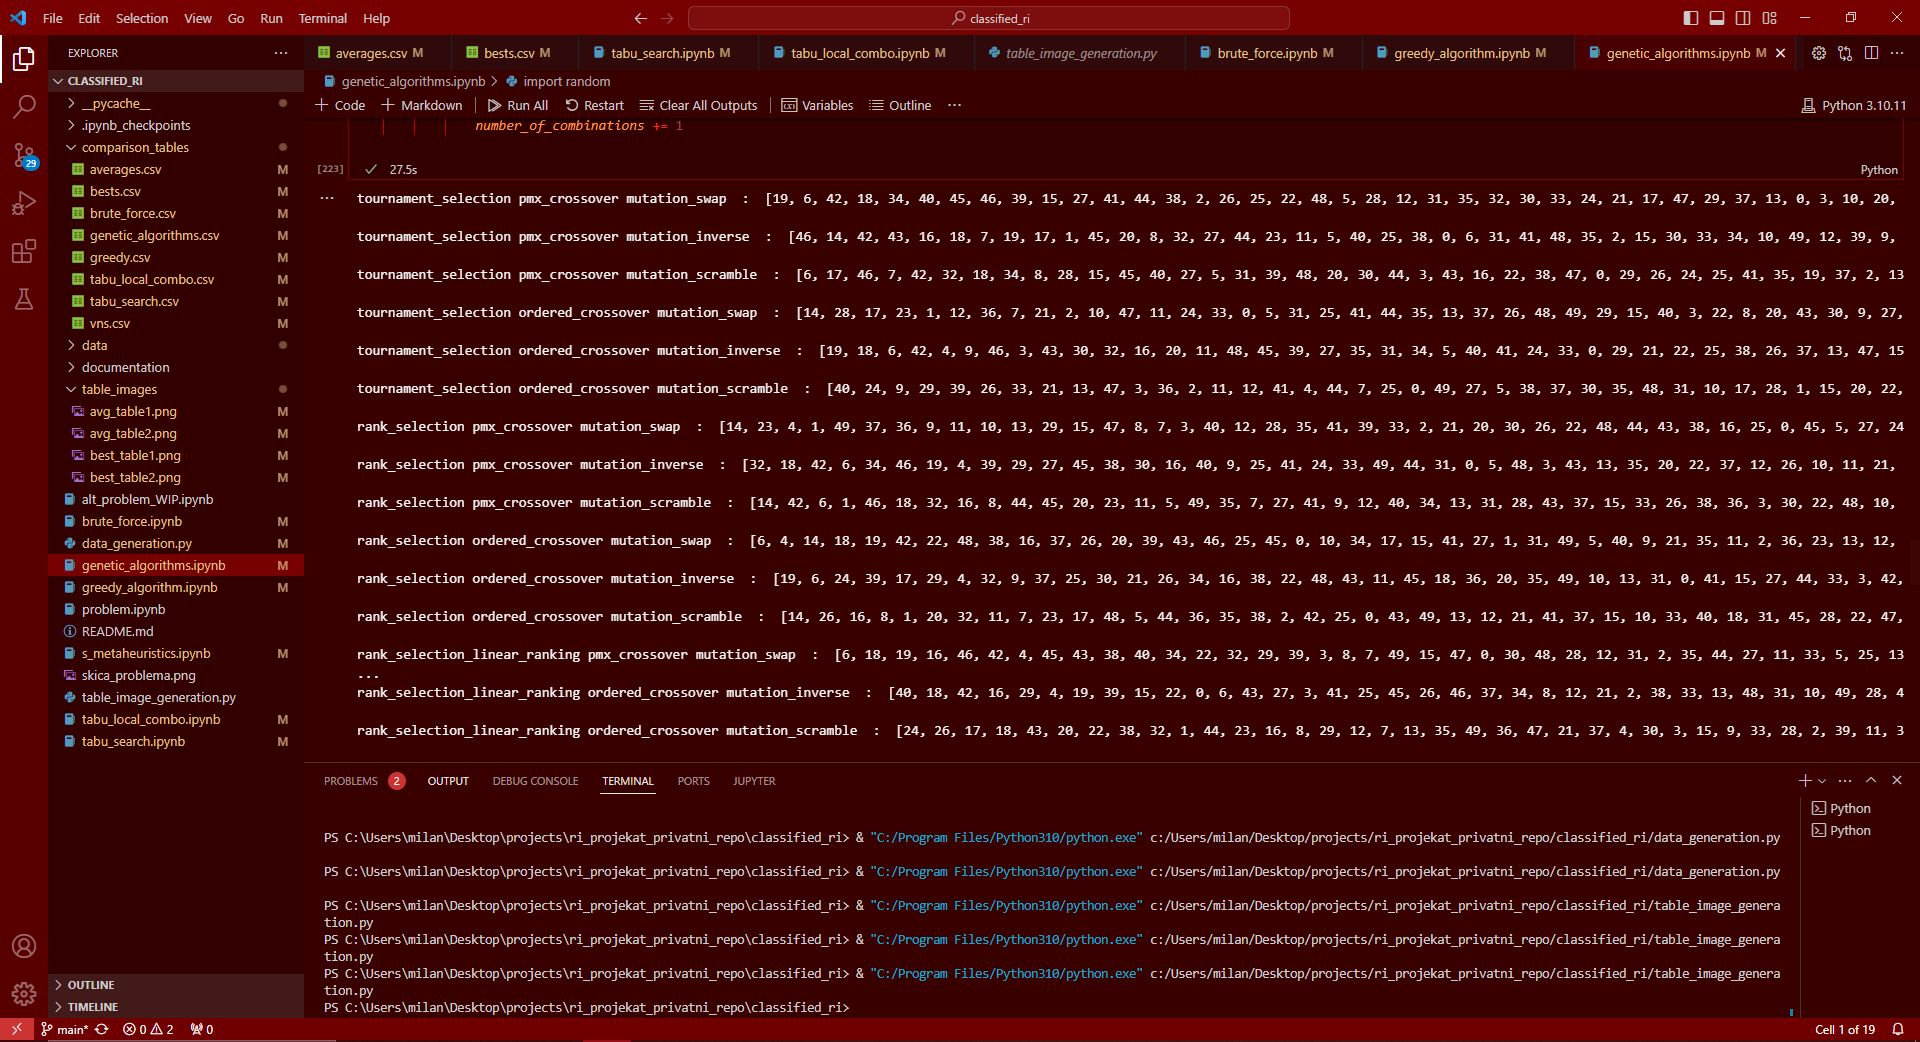 File Edit Selection View Go Run Terminal Help
classified_ri
EXPLORER
CLASSIFIED_RI
__pycache__
.ipynb_checkpoints
comparison_tables
averages.csv M
bests.csv M
brute_force.csv M
genetic_algorithms.csv M
greedy.csv M
tabu_local_combo.csv M
tabu_search.csv M
vns.csv M
data
documentation
table_images
avg_table1.png M
avg_table2.png M
best_table1.png M
best_table2.png M
alt_problem_WIP.ipynb
brute_force.ipynb M
data_generation.py M
genetic_algorithms.ipynb
greedy_algorithm.ipynb M
problem.ipynb
README.md
s_metaheuristics.ipynb M
skica_problema.png
table_image_generation.py
tabu_local_combo.ipynb M
tabu_search.ipynb M
OUTLINE
TIMELINE
29
averages.csv M bests.csv M tabu_search.ipynb M tabu_local_combo.ipynb M table_image_generation.py brute_force.ipynb M greedy_algorithm.ipynb M genetic_algorithms.ipynb M
genetic_algorithms.ipynb > import random
Code Markdown Run All Restart Clear All Outputs Variables Outline ... Python 3.10.11
number_of_combinations += 1
[223] 27.5s Python
tournament_selection pmx_crossover mutation_swap : [19, 6, 42, 18, 34, 40, 45, 46, 39, 15, 27, 41, 44, 38, 2, 26, 25, 22, 48, 5, 28, 12, 31, 35, 32, 30, 33, 24, 21, 17, 47, 29, 37, 13, 0, 3, 10, 20,
tournament_selection pmx_crossover mutation_inverse : [46, 14, 42, 43, 16, 18, 7, 19, 17, 1, 45, 20, 8, 32, 27, 44, 23, 11, 5, 40, 25, 38, 0, 6, 31, 41, 48, 35, 2, 15, 30, 33, 34, 10, 49, 12, 39, 9,
tournament_selection pmx_crossover mutation_scramble : [6, 17, 46, 7, 42, 32, 18, 34, 8, 28, 15, 45, 40, 27, 5, 31, 39, 48, 20, 30, 44, 3, 43, 16, 22, 38, 47, 0, 29, 26, 24, 25, 41, 35, 19, 37, 2, 13
tournament_selection ordered_crossover mutation_swap : [14, 28, 17, 23, 1, 12, 36, 7, 21, 2, 10, 47, 11, 24, 33, 0, 5, 31, 25, 41, 44, 35, 13, 37, 26, 48, 49, 29, 15, 40, 3, 22, 8, 20, 43, 30, 9, 27,
tournament_selection ordered_crossover mutation_inverse : [19, 18, 6, 42, 4, 9, 46, 3, 43, 30, 32, 16, 20, 11, 48, 45, 39, 27, 35, 31, 34, 5, 40, 41, 24, 33, 0, 29, 21, 22, 25, 38, 26, 37, 13, 47, 15
tournament_selection ordered_crossover mutation_scramble : [40, 24, 9, 29, 39, 26, 33, 21, 13, 47, 3, 36, 2, 11, 12, 41, 4, 44, 7, 25, 0, 49, 27, 5, 38, 37, 30, 35, 48, 31, 10, 17, 28, 1, 15, 20, 22,
rank_selection pmx_crossover mutation_swap : [14, 23, 4, 1, 49, 37, 36, 9, 11, 10, 13, 29, 15, 47, 8, 7, 3, 40, 12, 28, 35, 41, 39, 33, 2, 21, 20, 30, 26, 22, 48, 44, 43, 38, 16, 25, 0, 45, 5, 27, 24
rank_selection pmx_crossover mutation_inverse : [32, 18, 42, 6, 34, 46, 19, 4, 39, 29, 27, 45, 38, 30, 16, 40, 9, 25, 41, 24, 33, 49, 44, 31, 0, 5, 48, 3, 43, 13, 35, 20, 22, 37, 12, 26, 10, 11, 21,
rank_selection pmx_crossover mutation_scramble : [14, 42, 6, 1, 46, 18, 32, 16, 8, 44, 45, 20, 23, 11, 5, 49, 35, 7, 27, 41, 9, 12, 40, 34, 13, 31, 28, 43, 37, 15, 33, 26, 38, 36, 3, 30, 22, 48, 10,
rank_selection ordered_crossover mutation_swap : [6, 4, 14, 18, 19, 42, 22, 48, 38, 16, 37, 26, 20, 39, 43, 46, 25, 45, 0, 10, 34, 17, 15, 41, 27, 1, 31, 49, 5, 40, 9, 21, 35, 11, 2, 36, 23, 13, 12,
rank_selection ordered_crossover mutation_inverse : [19, 6, 24, 39, 17, 29, 4, 32, 9, 37, 25, 30, 21, 26, 34, 16, 38, 22, 48, 43, 11, 45, 18, 36, 20, 35, 49, 10, 13, 31, 0, 41, 15, 27, 44, 33, 3, 42,
rank_selection ordered_crossover mutation_scramble : [14, 26, 16, 8, 1, 20, 32, 11, 7, 23, 17, 48, 5, 44, 36, 35, 38, 2, 42, 25, 0, 43, 49, 13, 12, 21, 41, 37, 15, 10, 33, 40, 18, 31, 45, 28, 22, 47,
rank_selection_linear_ranking pmx_crossover mutation_swap : [6, 18, 19, 16, 46, 42, 4, 45, 43, 38, 40, 34, 22, 32, 29, 39, 3, 8, 7, 49, 15, 47, 0, 30, 48, 28, 12, 31, 2, 35, 44, 27, 11, 33, 5, 25, 13
...
rank_selection_linear_ranking ordered_crossover mutation_inverse : [40, 18, 42, 16, 29, 4, 19, 39, 15, 22, 0, 6, 43, 27, 3, 41, 25, 45, 26, 46, 37, 34, 8, 12, 21, 2, 38, 33, 13, 48, 31, 10, 49, 28, 4
rank_selection_linear_ranking ordered_crossover mutation_scramble : [24, 26, 17, 18, 43, 20, 22, 38, 32, 1, 44, 23, 16, 8, 29, 12, 7, 13, 35, 49, 36, 47, 21, 37, 4, 30, 3, 15, 9, 33, 28, 2, 39, 11, 3
PROBLEMS 2 OUTPUT DEBUG CONSOLE TERMINAL PORTS JUPYTER
PS C:\Users\milan\Desktop\projects\ri_projekat_privatni_repo\classified_ri> & "C:/Program Files/Python310/python.exe" c:/Users/milan/Desktop/projects/ri_projekat_privatni_repo/classified_ri/data_generation.py
PS C:\Users\milan\Desktop\projects\ri_projekat_privatni_repo\classified_ri> & "C:/Program Files/Python310/python.exe" c:/Users/milan/Desktop/projects/ri_projekat_privatni_repo/classified_ri/data_generation.py
PS C:\Users\milan\Desktop\projects\ri_projekat_privatni_repo\classified_ri> & "C:/Program Files/Python310/python.exe" c:/Users/milan/Desktop/projects/ri_projekat_privatni_repo/classified_ri/table_image_genera
tion.py
PS C:\Users\milan\Desktop\projects\ri_projekat_privatni_repo\classified_ri> & "C:/Program Files/Python310/python.exe" c:/Users/milan/Desktop/projects/ri_projekat_privatni_repo/classified_ri/table_image_genera
tion.py
PS C:\Users\milan\Desktop\projects\ri_projekat_privatni_repo\classified_ri> & "C:/Program Files/Python310/python.exe" c:/Users/milan/Desktop/projects/ri_projekat_privatni_repo/classified_ri/table_image_genera
tion.py
PS C:\Users\milan\Desktop\projects\ri_projekat_privatni_repo\classified_ri>
Python
Python
main* 0 2 0 Cell 1 of 19